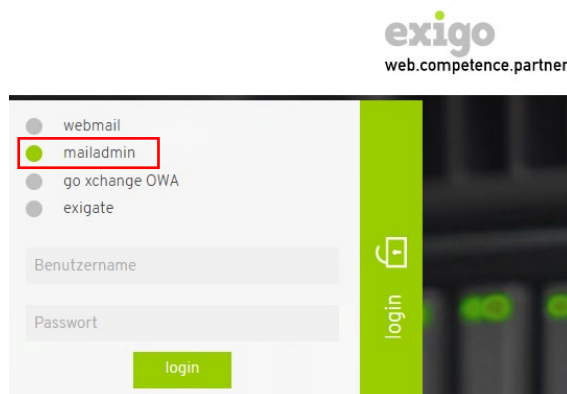 exigo
web.competence.partner
webmail
mailadmin
go xchange OWA
exigate
Benutzername
Passwort
login
login